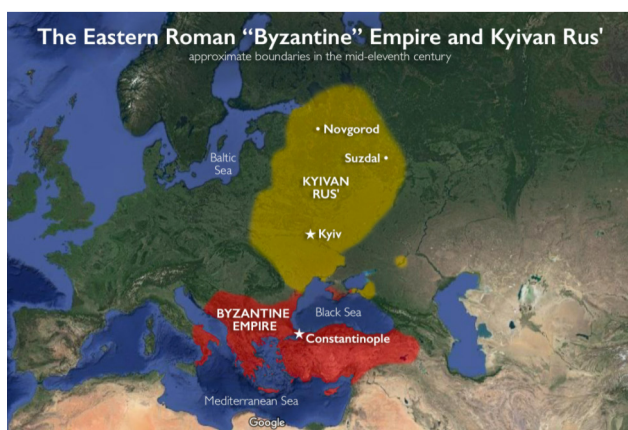 The Eastern Roman “Byzantine” Empire and Kyivan Rus'
approximate boundaries in the mid-eleventh century
Novgorod
Suzdal
Baltic
Sea
KYIVAN
RUS'
Kyiv
BYZANTINE
EMPIRE
Black Sea
Constantinople
Mediterranean Sea
Google